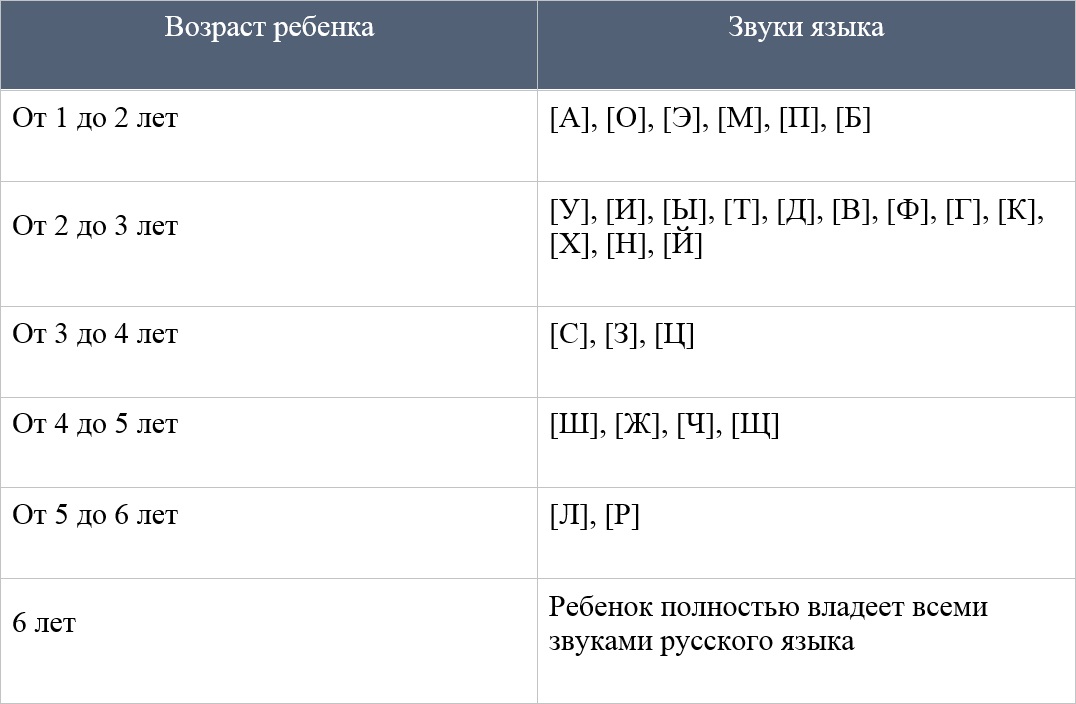 Возраст ребенка
Звуки языка
От 1 до 2 лет
[А], [О], [Э], [М], [П], [Б]
От 2 до 3 лет
[У], [И], [Ы], [Т], [Д], [В], [Ф], [Г], [К],
[Х], [Н], [Й]
От 3 до 4 лет
[С], [З], [Ц]
От 4 до 5 лет
[Ш], [Ж], [Ч], [Щ]
От 5 до 6 лет
[Л], [Р]
6 лет
Ребенок полностью владеет всеми
звуками русского языка